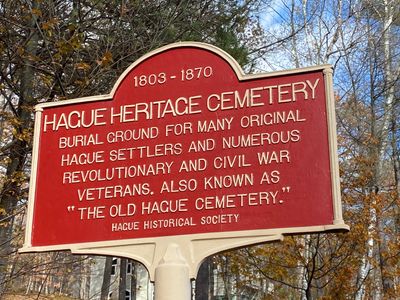 1803 - 1870
HAGUE HERITAGE CEMETERY
BURIAL GROUND FOR MANY ORIGINAL
HAGUE SETTLERS AND NUMEROUS
REVOLUTIONARY AND CIVIL WAR
VETERANS. ALSO KNOWN AS
"THE OLD HAGUE CEMETERY."
HAGUE HISTORICAL SOCIETY